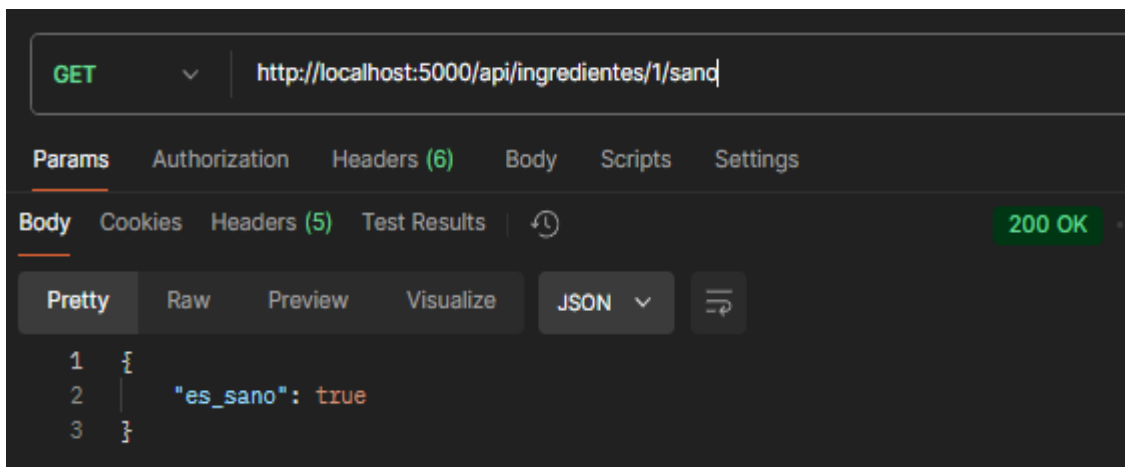 GET http://localhost:5000/api/ingredientes/1/sano
Params Authorization Headers (6) Body Scripts Settings
Body Cookies Headers (5) Test Results 200 OK
Pretty Raw Preview Visualize JSON
1 {
2 "es_sano": true
3 }